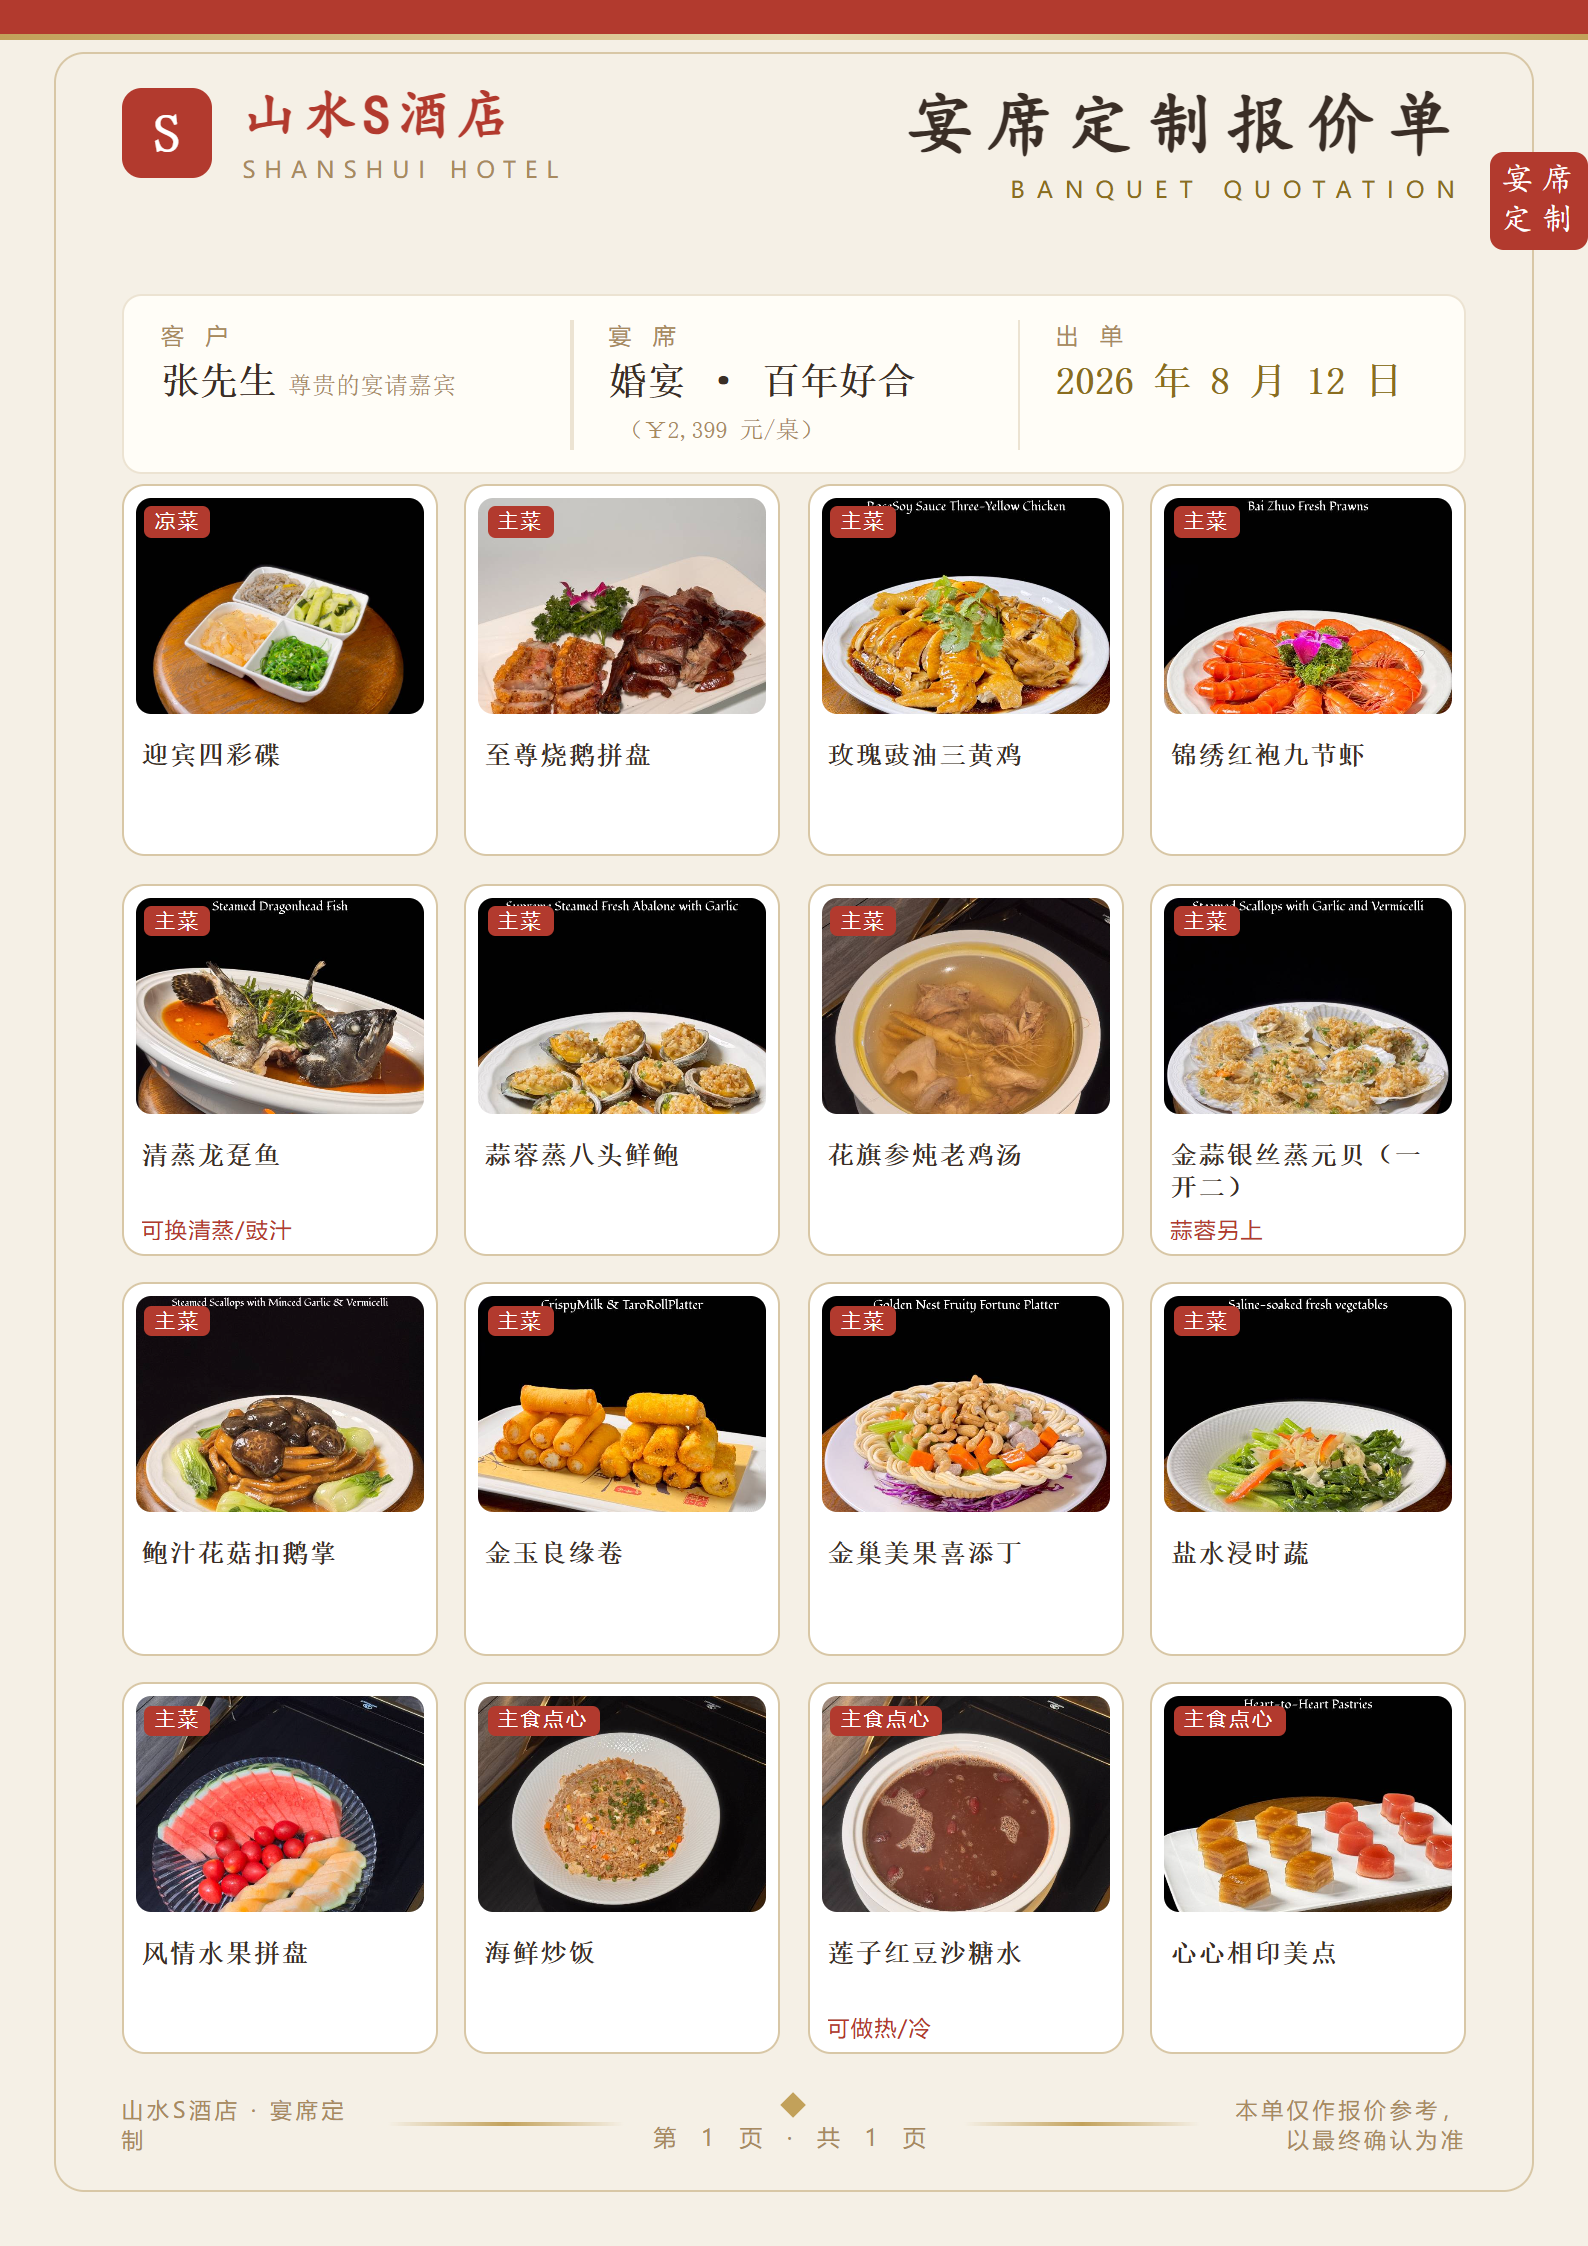 S
山水S酒店
SHANSHUI HOTEL
宴席定制报价单
BANQUET QUOTATION
宴席
定制
客 户
张先生 尊贵的宴请嘉宾
宴 席
婚宴 • 百年好合
（¥2,399 元/桌）
出 单
2026 年 8 月 12 日
凉菜
迎宾四彩碟
主菜
至尊烧鹅拼盘
Soy Sauce Three-Yellow Chicken
主菜
玫瑰豉油三黄鸡
Bai Zhuo Fresh Prawns
主菜
锦绣红袍九节虾
Steamed Dragonhead Fish
主菜
清蒸龙趸鱼
可换清蒸/豉汁
Steamed Fresh Abalone with Garlic
主菜
蒜蓉蒸八头鲜鲍
主菜
花旗参炖老鸡汤
Steamed Scallops with Garlic and Vermicelli
主菜
金蒜银丝蒸元贝（一
开二）
蒜蓉另上
Steamed Scallops with Minced Garlic & Vermicelli
主菜
鲍汁花菇扣鹅掌
CrispyMilk & TaroRollPlatter
主菜
金玉良缘卷
Golden Nest Fruity Fortune Platter
主菜
金巢美果喜添丁
Saline-soaked fresh vegetables
主菜
盐水浸时蔬
主菜
风情水果拼盘
主食点心
海鲜炒饭
主食点心
莲子红豆沙糖水
可做热/冷
Heart-to-Heart Pastries
主食点心
心心相印美点
山水S酒店 · 宴席定
制
第 1 页 · 共 1 页
本单仅作报价参考，
以最终确认为准